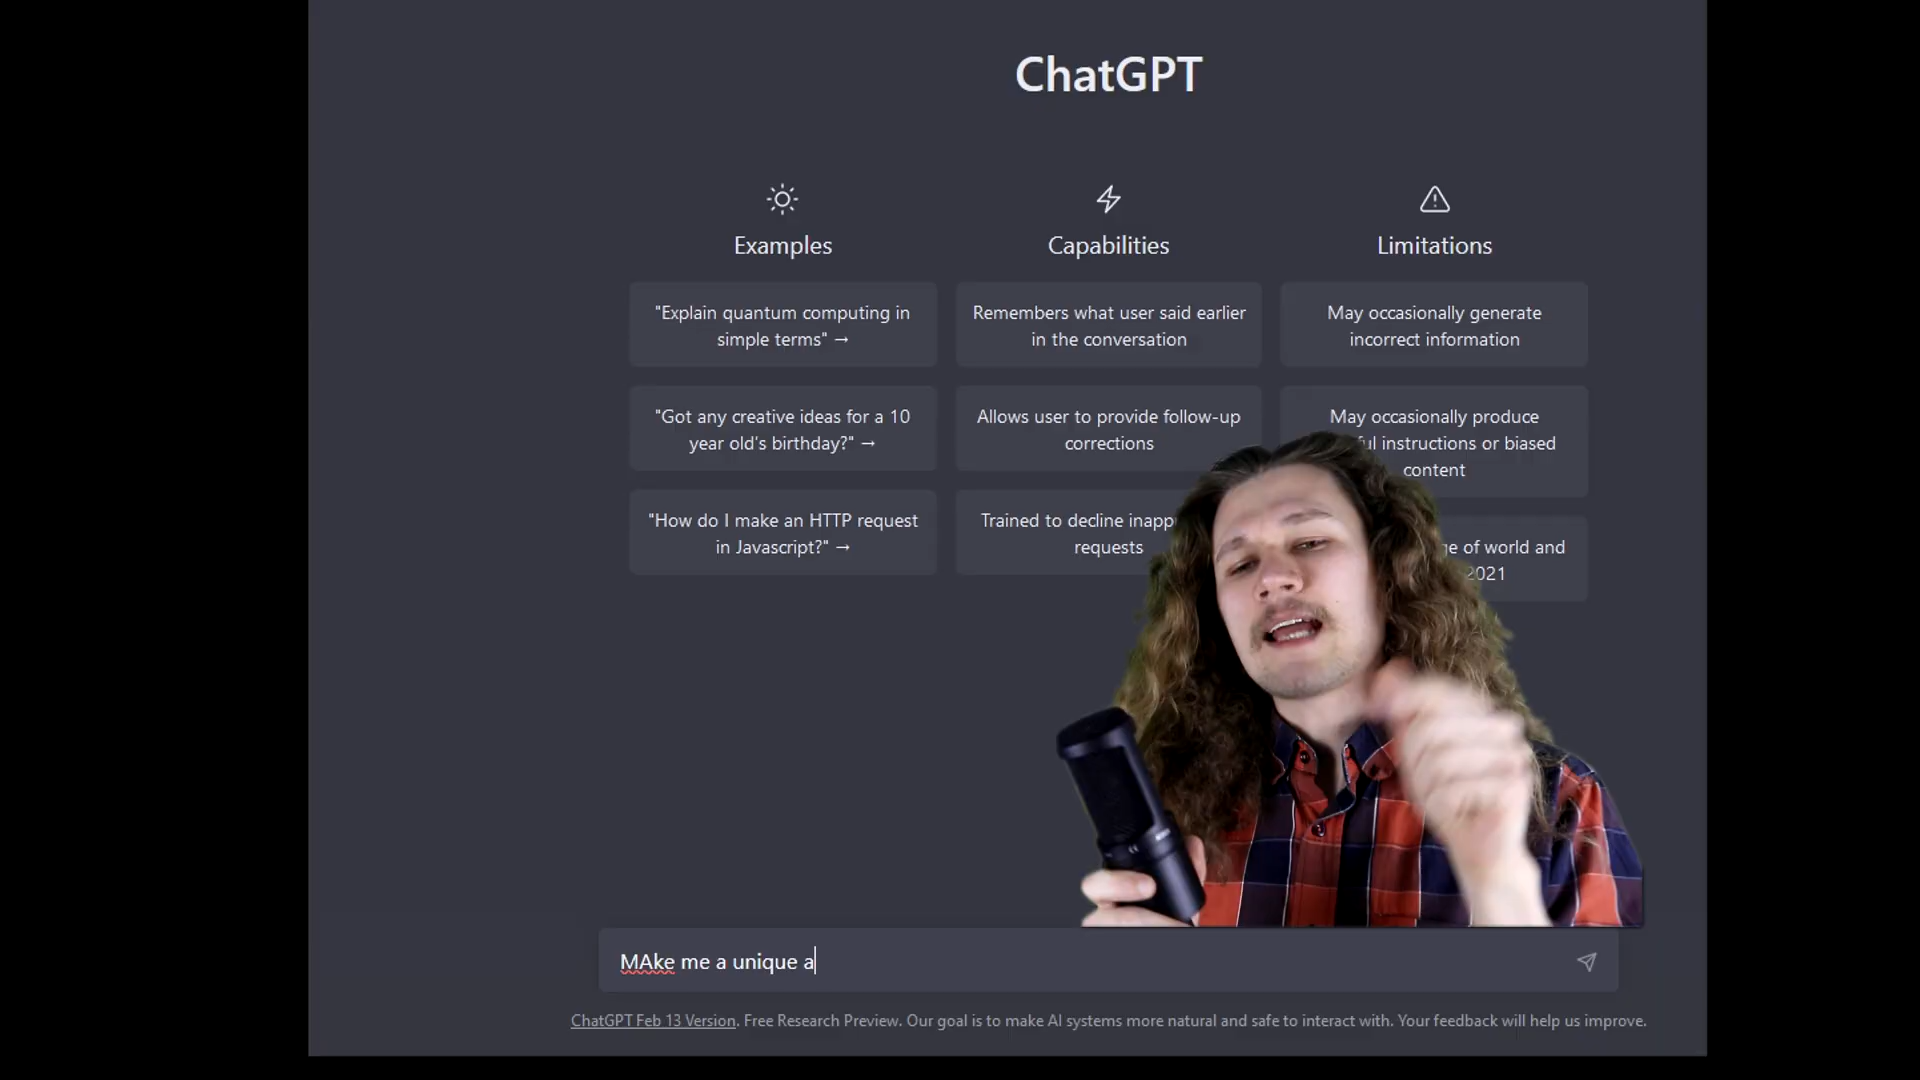 ChatGPT
Examples
Capabilities
Limitations
"Explain quantum computing in
simple terms" →
Remembers what user said earlier
in the conversation
May occasionally generate
incorrect information
"Got any creative ideas for a 10
year old's birthday?" →
Allows user to provide follow-up
corrections
May occasionally produce
instructions or biased
content
"How do I make an HTTP request
in Javascript?" →
Trained to decline
requests
of world and
2021
MAke me a unique a
ChatGPT Feb 13 Version. Free Research Preview. Our goal is to make AI systems more natural and safe to interact with. Your feedback will help us improve.